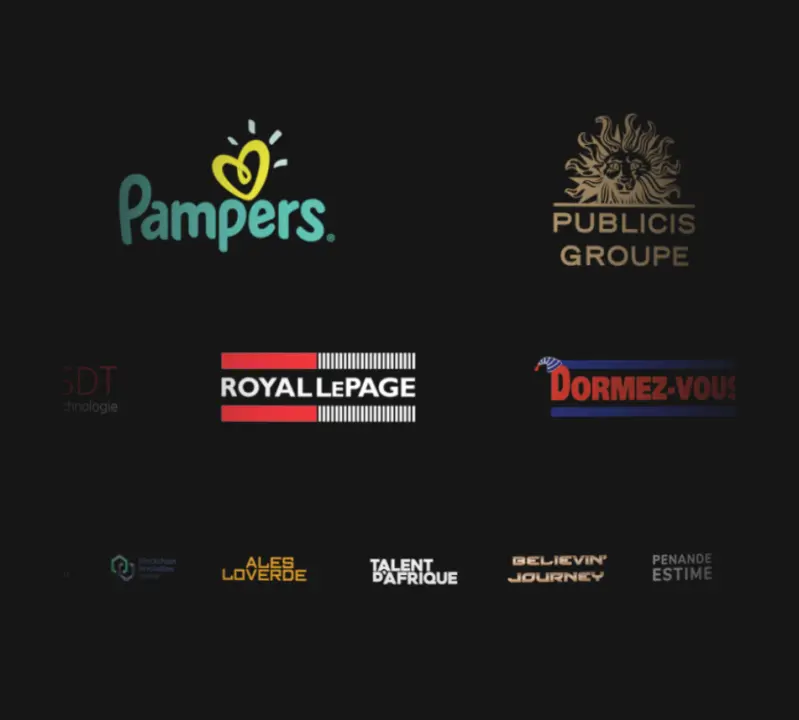 Pampers.
PUBLICIS
GROUPE
SDT
chnologie
ROYAL LEPAGE
DORMEZ-VOUS
ALES
LOVERDE
TALENT
D'AFRIQUE
BELIEVIN'
JOURNEY
PENANDE
ESTIME